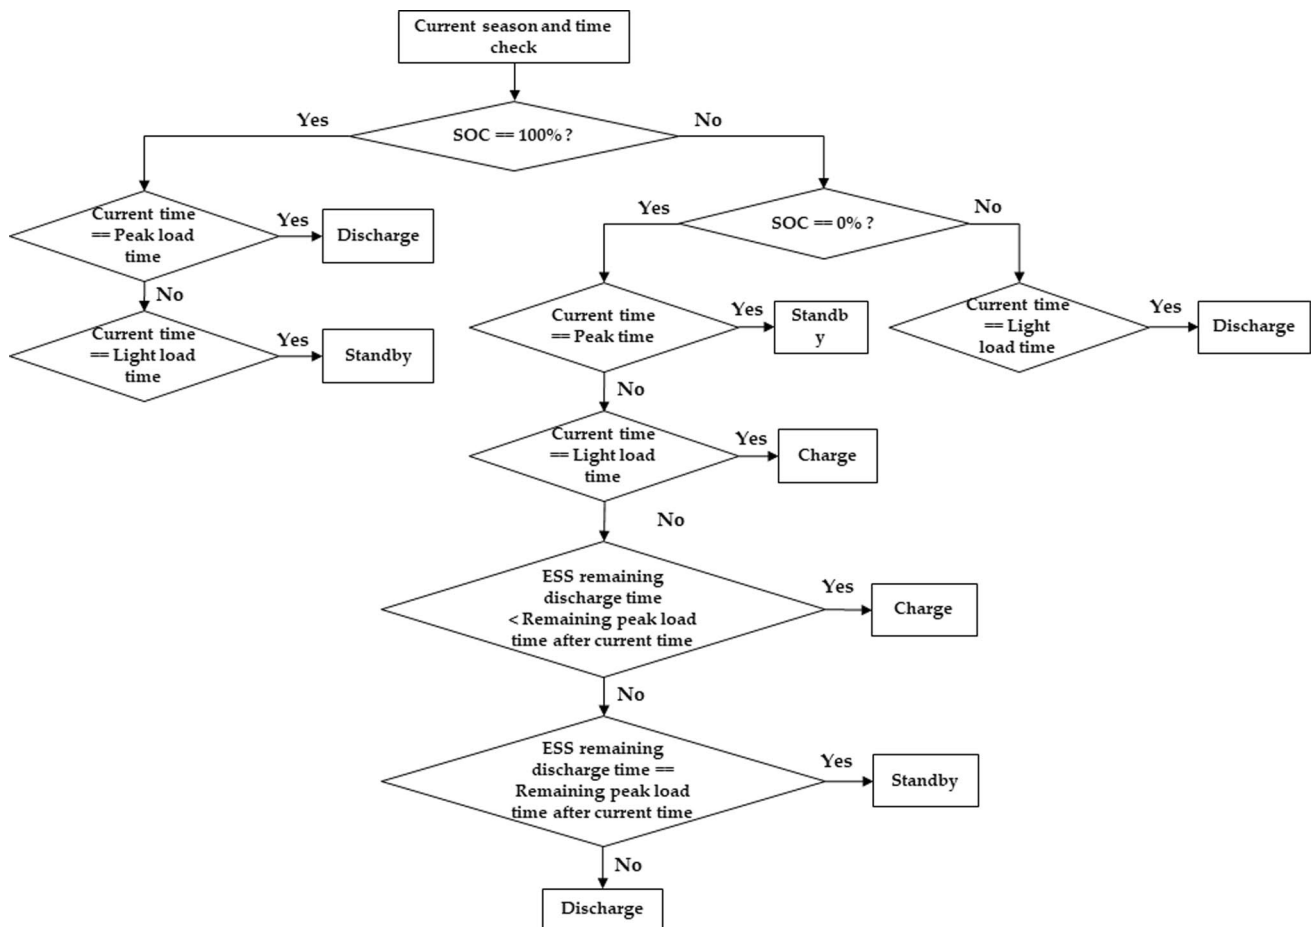 Current season and time
check
Yes
No
SOC == 100% ?
Current time
== Peak load
time
Yes
Discharge
No
Current time
== Light load
time
Yes
Standby
Yes
No
SOC == 0% ?
Current time
== Peak time
Yes
Standb
y
Current time
== Light
load time
Yes
Discharge
No
Current time
== Light load
time
Yes
Charge
No
ESS remaining
discharge time
< Remaining peak load
time after current time
Yes
Charge
No
ESS remaining
discharge time ==
Remaining peak load
time after current time
Yes
Standby
No
Discharge